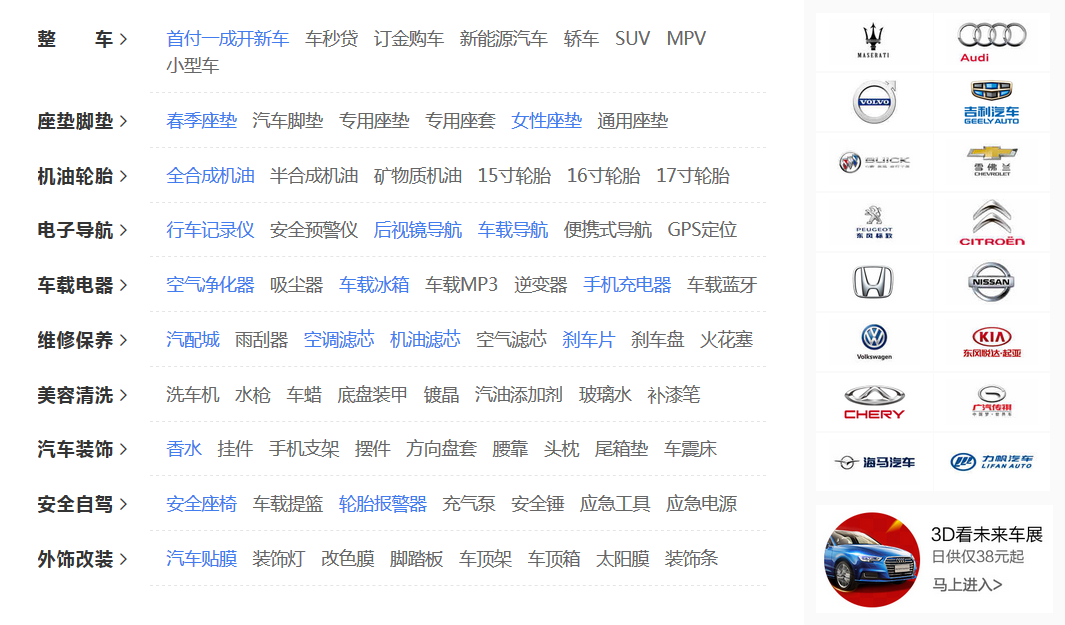 整 车 > 首付一成开新车 车秒贷 订金购车 新能源汽车 轿车 SUV MPV
小型车
座垫脚垫 > 春季座垫 汽车脚垫 专用座垫 专用座套 女性座垫 通用座垫
机油轮胎 > 全合成机油 半合成机油 矿物质机油 15寸轮胎 16寸轮胎 17寸轮胎
电子导航 > 行车记录仪 安全预警仪 后视镜导航 车载导航 便携式导航 GPS定位
车载电器 > 空气净化器 吸尘器 车载冰箱 车载MP3 逆变器 手机充电器 车载蓝牙
维修保养 > 汽配城 雨刮器 空调滤芯 机油滤芯 空气滤芯 刹车片 刹车盘 火花塞
美容清洗 > 洗车机 水枪 车蜡 底盘装甲 镀晶 汽油添加剂 玻璃水 补漆笔
汽车装饰 > 香水 挂件 手机支架 摆件 方向盘套 腰靠 头枕 尾箱垫 车震床
安全自驾 > 安全座椅 车载提篮 轮胎报警器 充气泵 安全锤 应急工具 应急电源
外饰改装 > 汽车贴膜 装饰灯 改色膜 脚踏板 车顶架 车顶箱 太阳膜 装饰条
MASERATI
Audi
VOLVO
吉利汽车
GEELY AUTO
BUICK
雪佛兰
CHEVROLET
PEUGEOT
东风标致
CITROËN
NISSAN
Volkswagen
KIA
东风悦达·起亚
CHERY
广汽传祺
海马汽车
力帆汽车
LIFAN AUTO
3D看未来车展
日供仅38元起
马上进入>